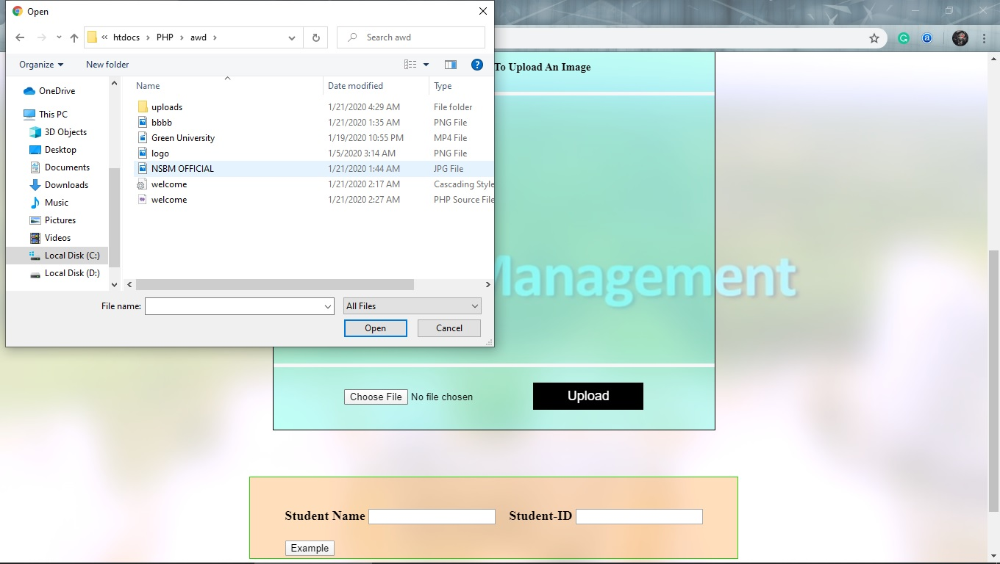 Open
« htdocs > PHP > awd >
Search awd
Organize
New folder
To Upload An Image
Name
Date modified
Type
OneDrive
This PC
3D Objects
Desktop
Documents
Downloads
Music
Pictures
Videos
Local Disk (C:)
Local Disk (D:)
uploads 1/21/2020 4:29 AM File folder
bbbb 1/21/2020 1:35 AM PNG File
Green University 1/19/2020 10:55 PM MP4 File
logo 1/5/2020 3:14 AM PNG File
NSBM OFFICIAL 1/21/2020 1:44 AM JPG File
welcome 1/21/2020 2:17 AM Cascading Style
welcome 1/21/2020 2:27 AM PHP Source File
Management
File name:
All Files
Open
Cancel
Choose File No file chosen
Upload
Student Name
Student-ID
Example